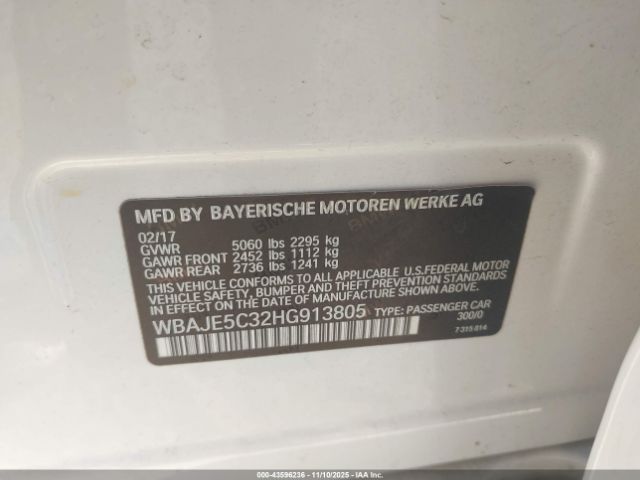 MFD BY BAYERISCHE MOTOREN WERKE AG
02/17
GVWR 5060 lbs 2295 kg
GAWR FRONT 2452 lbs 1112 kg
GAWR REAR 2736 lbs 1241 kg
THIS VEHICLE CONFORMS TO ALL APPLICABLE U.S.FEDERAL MOTOR
VEHICLE SAFETY, BUMPER, AND THEFT PREVENTION STANDARDS
IN EFFECT ON THE DATE OF MANUFACTURE SHOWN ABOVE.
WBAJE5C32HG913805 TYPE: PASSENGER CAR
300/0
7 315 814
000-43596236 - 11/10/2025 - IAA Inc.